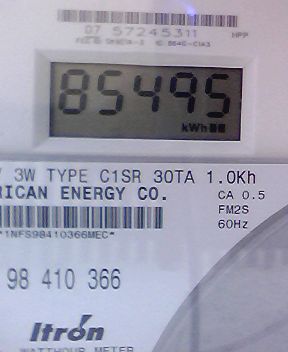 07 57245311 HPP
85495
kWh
V 3W TYPE C1SR 30TA 1.0Kh
RICAN ENERGY CO. CA 0.5
FM2S
*1NFS98410366MEC* 60Hz
98 410 366
Itron
WATTHOUR METER